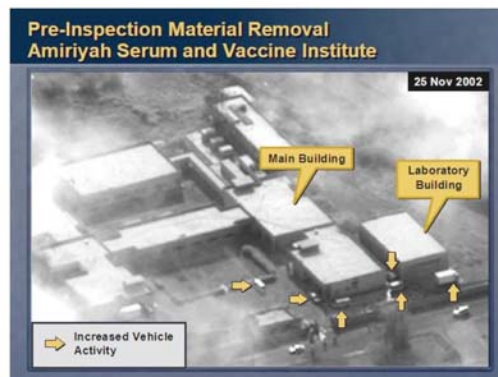 Pre-Inspection Material Removal
Amiriyah Serum and Vaccine Institute
25 Nov 2002
Main Building
Laboratory
Building
Increased Vehicle
Activity